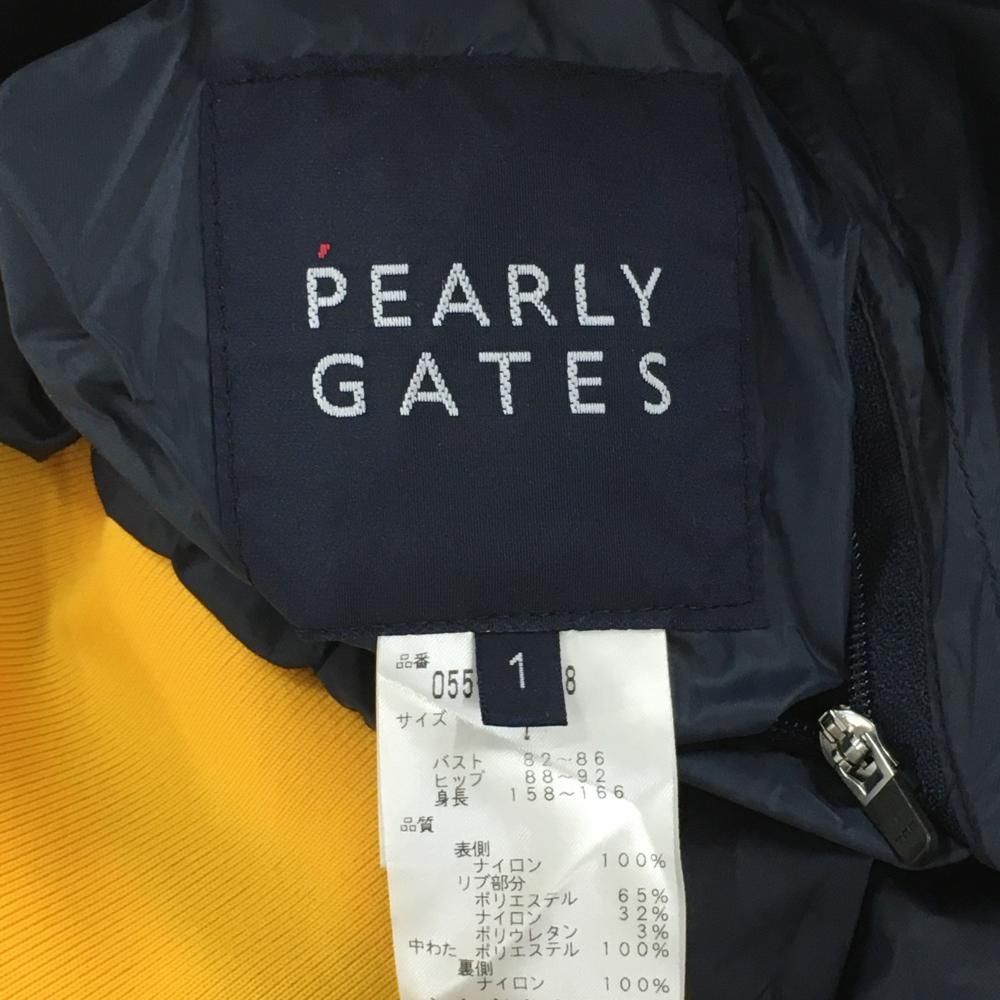 PEARLY
GATES
1
品番
055 8
サイズ
バスト 82~86
ヒップ 88~92
身長 158~166
品質
表側
ナイロン 100%
リブ部分
ポリエステル 65%
ナイロン 32%
ポリウレタン 3%
中わた ポリエステル 100%
裏側
ナイロン 100%